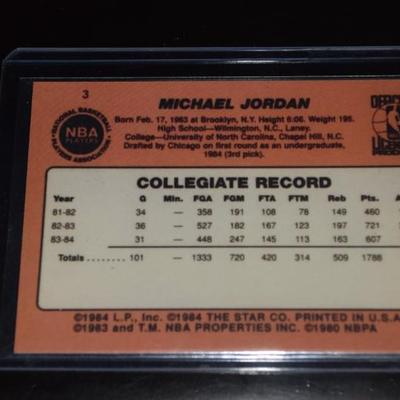 3
MICHAEL JORDAN
NATIONAL BASKETBALL PLAYERS ASSOCIATION
NBA
PLAYERS
Born Feb. 17, 1963 at Brooklyn, N.Y. Height 6:06. Weight 195.
High School—Wilmington, N.C., Laney.
College—University of North Carolina, Chapel Hill, N.C.
Drafted by Chicago on first round as an undergraduate,
1984 (3rd pick).
COLLEGIATE RECORD
Year G Min. FGA FGM FTA FTM Reb Pts.
81-82 34 — 358 191 108 78 149 460
82-83 36 — 527 182 167 123 197 721
83-84 31 — 448 247 145 113 163 607
Totals ........ 101 — 1333 720 420 314 509 1788
©1984 L.P., Inc. ©1984 THE STAR CO. PRINTED IN U.S.A
©1983 and T.M. NBA PROPERTIES INC. ©1980 NBPA